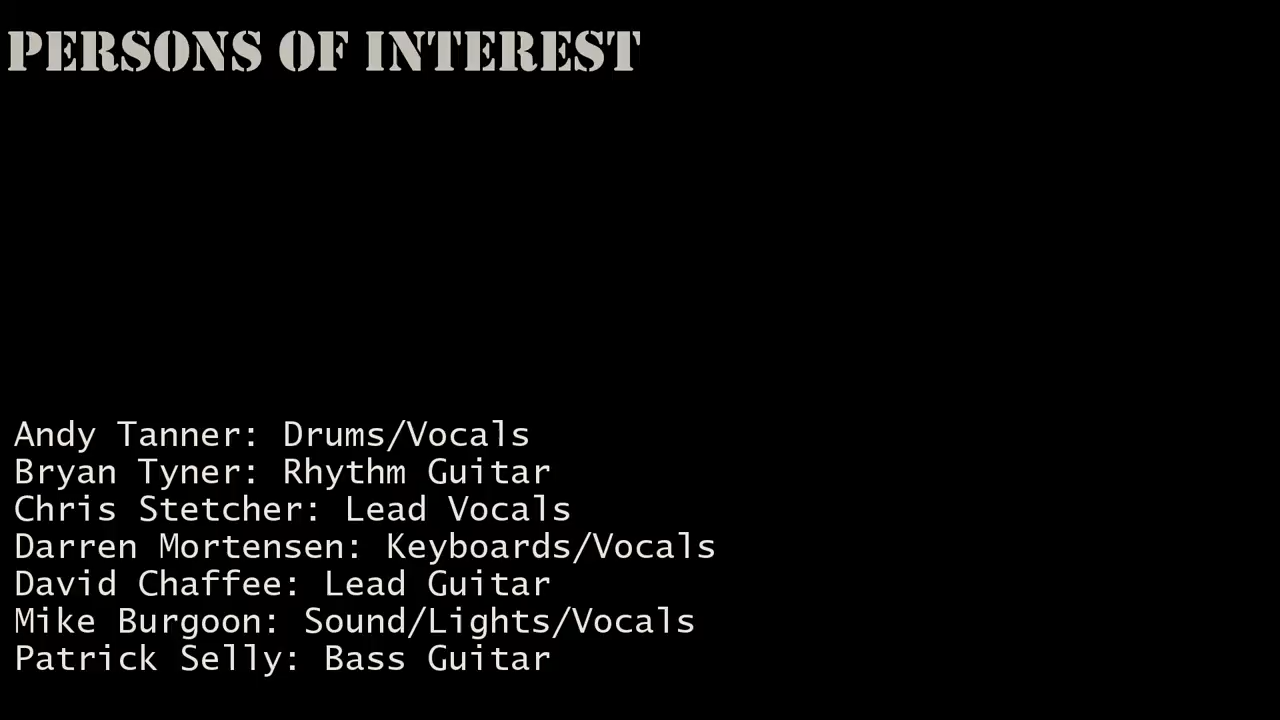 PERSONS OF INTEREST
Andy Tanner: Drums/Vocals
Bryan Tyner: Rhythm Guitar
Chris Stetcher: Lead Vocals
Darren Mortensen: Keyboards/Vocals
David Chaffee: Lead Guitar
Mike Burgoon: Sound/Lights/Vocals
Patrick Selly: Bass Guitar